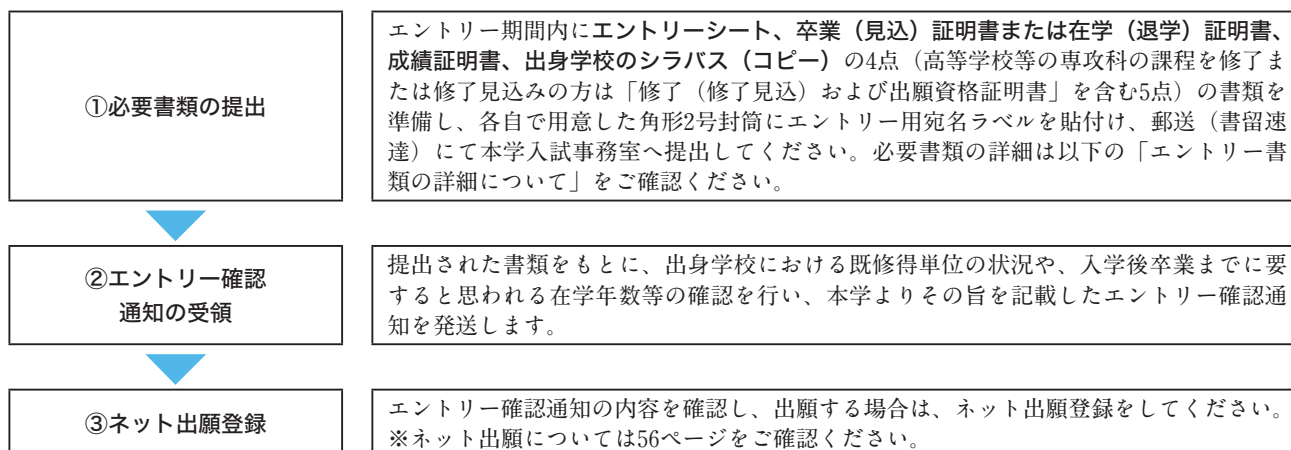 ①必要書類の提出
エントリー期間内にエントリーシート、卒業（見込）証明書または在学（退学）証明書、
成績証明書、出身学校のシラバス（コピー）の4点（高等学校等の専攻科の課程を修了ま
たは修了見込みの方は「修了（修了見込）および出願資格証明書」を含む5点）の書類を
準備し、各自で用意した角形2号封筒にエントリー用宛名ラベルを貼付け、郵送（書留速
達）にて本学入試事務室へ提出してください。必要書類の詳細は以下の「エントリー書
類の詳細について」をご確認ください。
②エントリー確認
通知の受領
提出された書類をもとに、出身学校における既修得単位の状況や、入学後卒業までに要
すると思われる在学年数等の確認を行い、本学よりその旨を記載したエントリー確認通
知を発送します。
③ネット出願登録
エントリー確認通知の内容を確認し、出願する場合は、ネット出願登録をしてください。
※ネット出願については56ページをご確認ください。